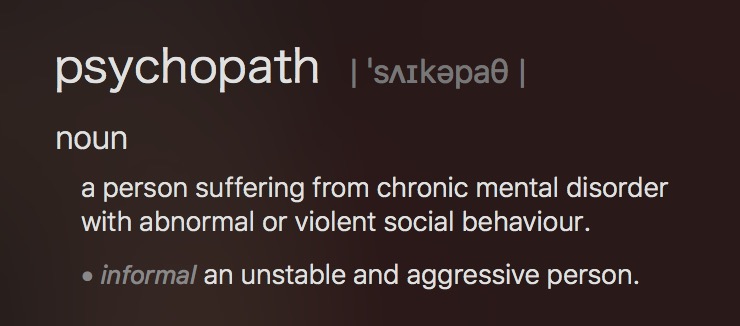 psychopath | ˈsʌɪkəpaθ |
noun
a person suffering from chronic mental disorder
with abnormal or violent social behaviour.
• informal an unstable and aggressive person.